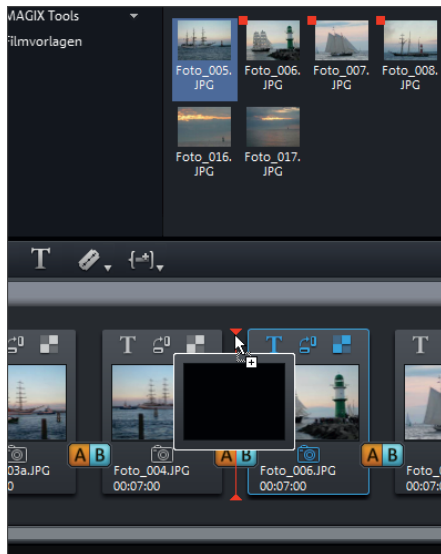 MAGIX Tools
Filmvorlagen
Foto_005.
JPG
Foto_006.
JPG
Foto_007.
JPG
Foto_008.
JPG
Foto_016.
JPG
Foto_017.
JPG
T
T
T
T
A B
A B
A B
03a.JPG
Foto_004.JPG
00:07:00
Foto_006.JPG
00:07:00